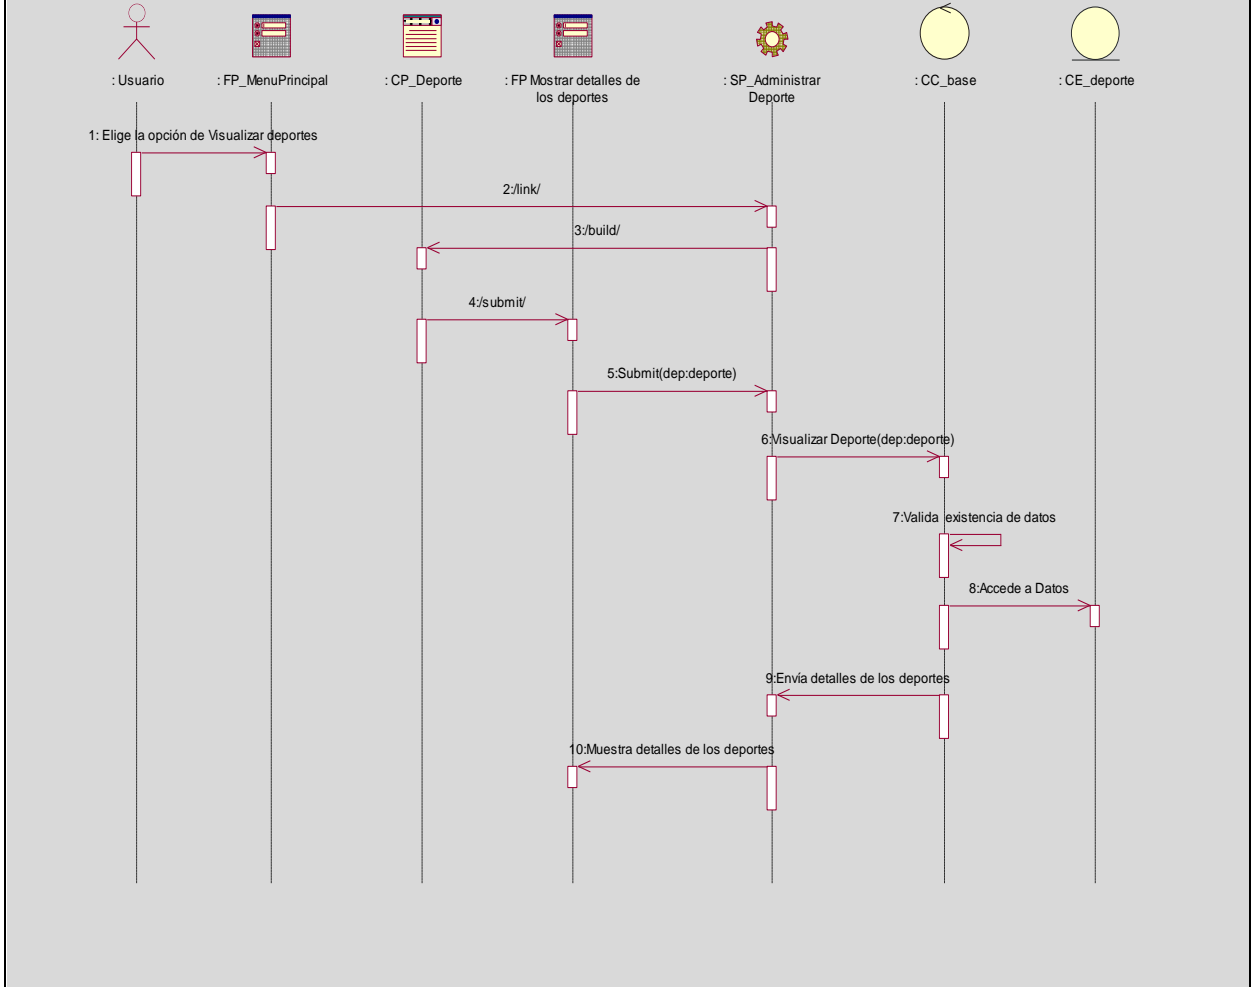 : Usuario
: FP_MenuPrincipal
: CP_Deporte
: FP Mostrar detalles de
los deportes
: SP_Administrar
Deporte
: CC_base
: CE_deporte
1: Elige la opción de Visualizar deportes
2:/link/
3:/build/
4:/submit/
5:Submit(dep:deporte)
6:Visualizar Deporte(dep:deporte)
7:Valida existencia de datos
8:Accede a Datos
9:Envía detalles de los deportes
10:Muestra detalles de los deportes